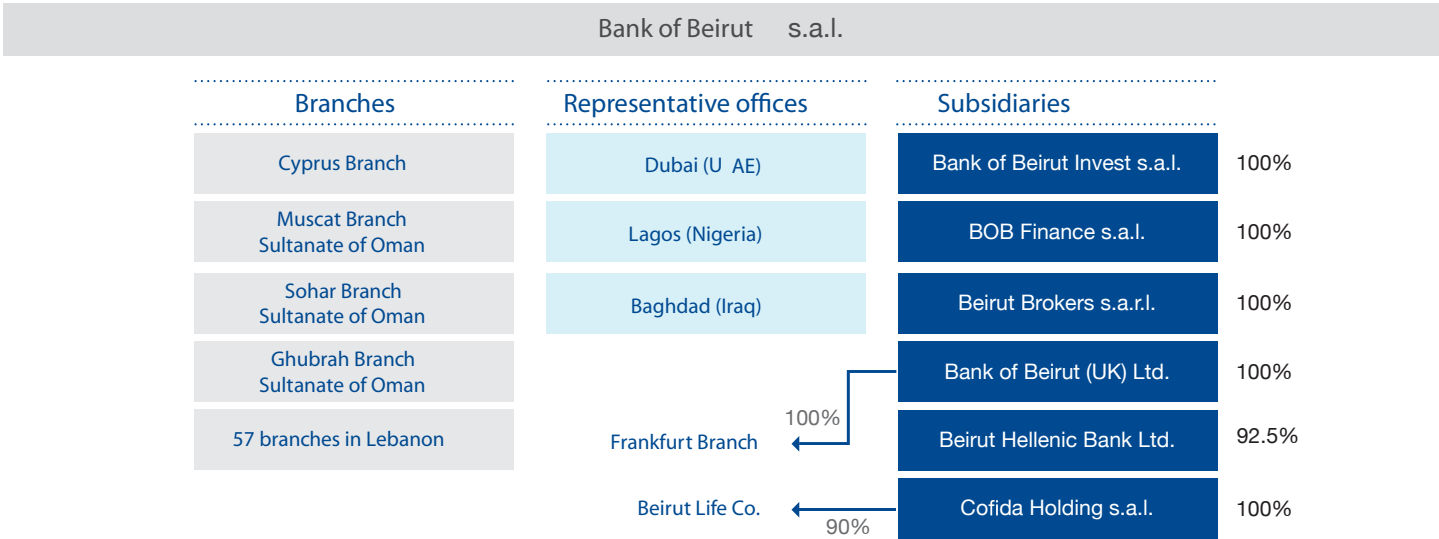 Bank of Beirut s.a.l.
Branches
Cyprus Branch
Muscat Branch
Sultanate of Oman
Sohar Branch
Sultanate of Oman
Ghubrah Branch
Sultanate of Oman
57 branches in Lebanon
Representative offices
Dubai (U AE)
Lagos (Nigeria)
Baghdad (Iraq)
Subsidiaries
Bank of Beirut Invest s.a.l. 100%
BOB Finance s.a.l. 100%
Beirut Brokers s.a.r.l. 100%
Bank of Beirut (UK) Ltd. 100%
100%
Frankfurt Branch
Beirut Hellenic Bank Ltd. 92.5%
Cofida Holding s.a.l. 100%
90%
Beirut Life Co.